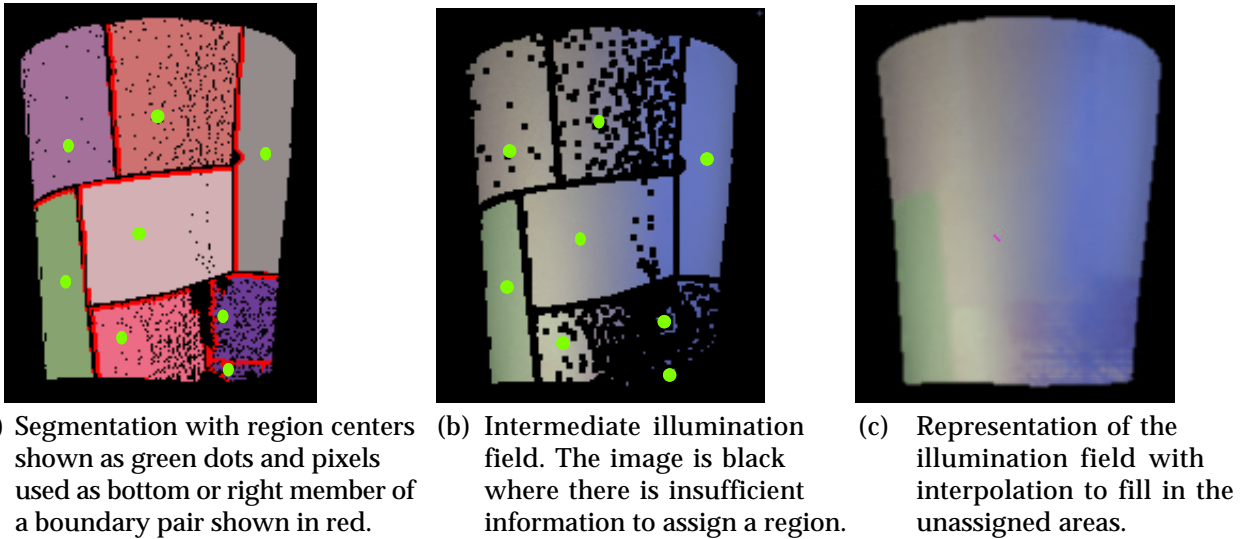 ) Segmentation with region centers
shown as green dots and pixels
used as bottom or right member of
a boundary pair shown in red.
(b) Intermediate illumination
field. The image is black
where there is insufficient
information to assign a region.
(c) Representation of the
illumination field with
interpolation to fill in the
unassigned areas.